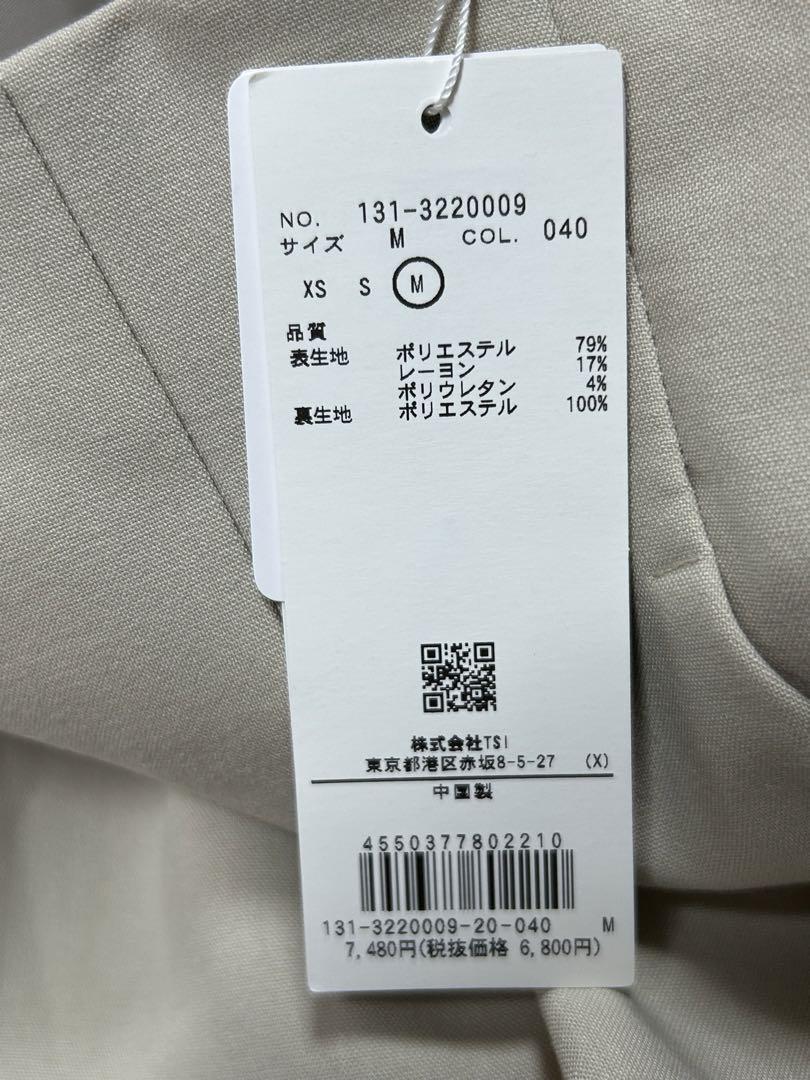 NO. 131-3220009
サイズ M COL. 040
XS S M
品質
表生地 ポリエステル 79%
レーヨン 17%
ポリウレタン 4%
裏生地 ポリエステル 100%
株式会社TSI
東京都港区赤坂8-5-27 (X)
中国製
4550377802210
131-3220009-20-040 M
7,480円(税抜価格 6,800円)